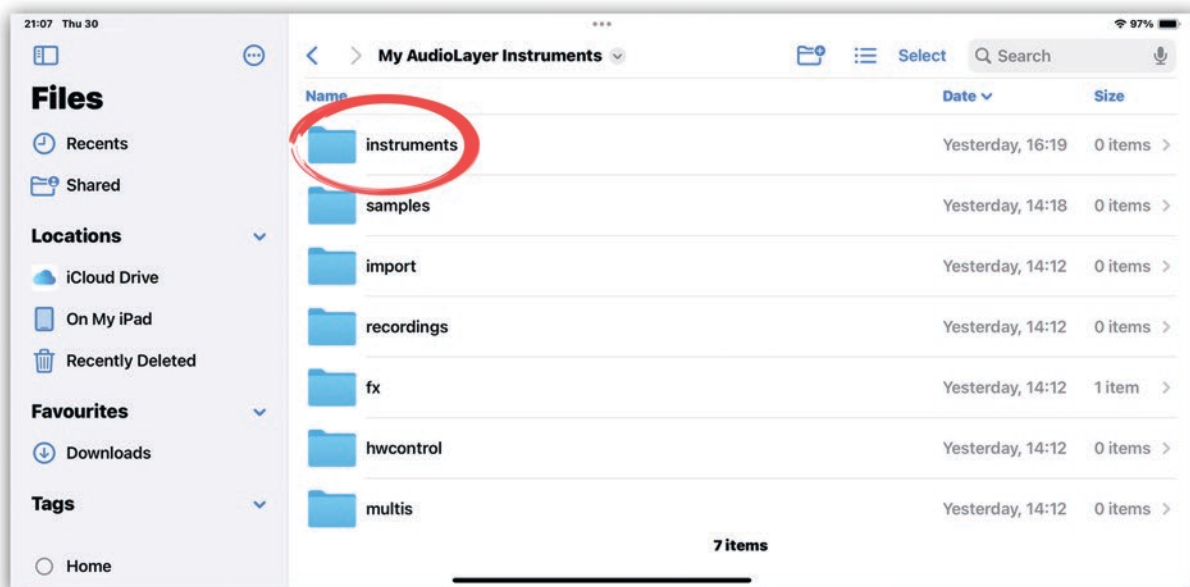 21:07 Thu 30
97%
Files
Recents
Shared
Locations
iCloud Drive
On My iPad
Recently Deleted
Favourites
Downloads
Tags
Home
My AudioLayer Instruments
Select
Search
Name Date Size
instruments Yesterday, 16:19 0 items
samples Yesterday, 14:18 0 items
import Yesterday, 14:12 0 items
recordings Yesterday, 14:12 0 items
fx Yesterday, 14:12 1 item
hwcontrol Yesterday, 14:12 0 items
multis Yesterday, 14:12 0 items
7 items